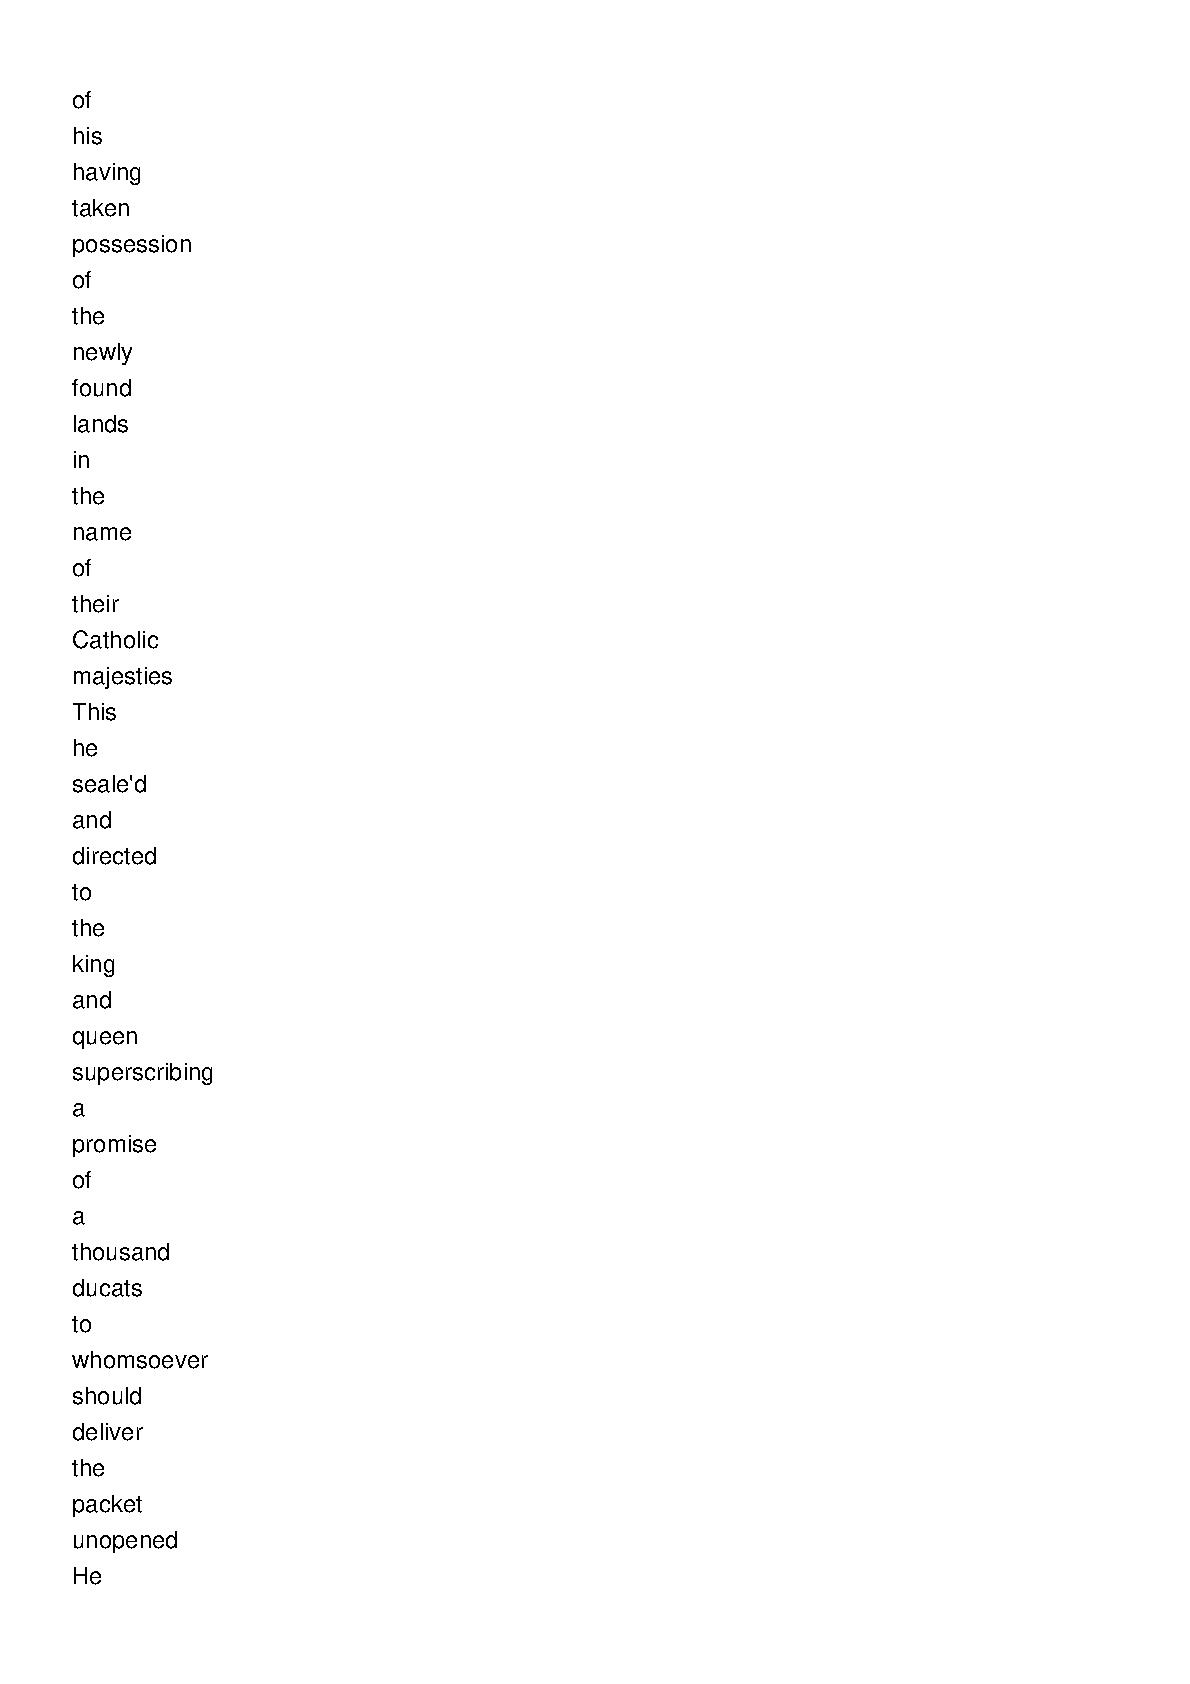 of
his
having
taken
possession
of
the
newly
found
lands
in
the
name
of
their
Catholic
majesties
This
he
seale'd
and
directed
to
the
king
and
queen
superscribing
a
promise
of
a
thousand
ducats
to
whomsoever
should
deliver
the
packet
unopened
He